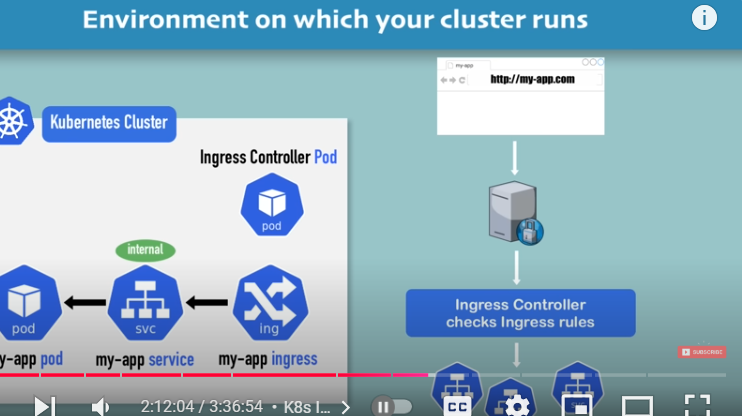 Environment on which your cluster runs
i
my-app
http://my-app.com
Kubernetes Cluster
Ingress Controller Pod
pod
internal
pod
svc
ing
y-app pod
my-app service
my-app ingress
Ingress Controller
checks Ingress rules
SUBSCRIBE
2:12:04 / 3:36:54 • K8s I...
CC